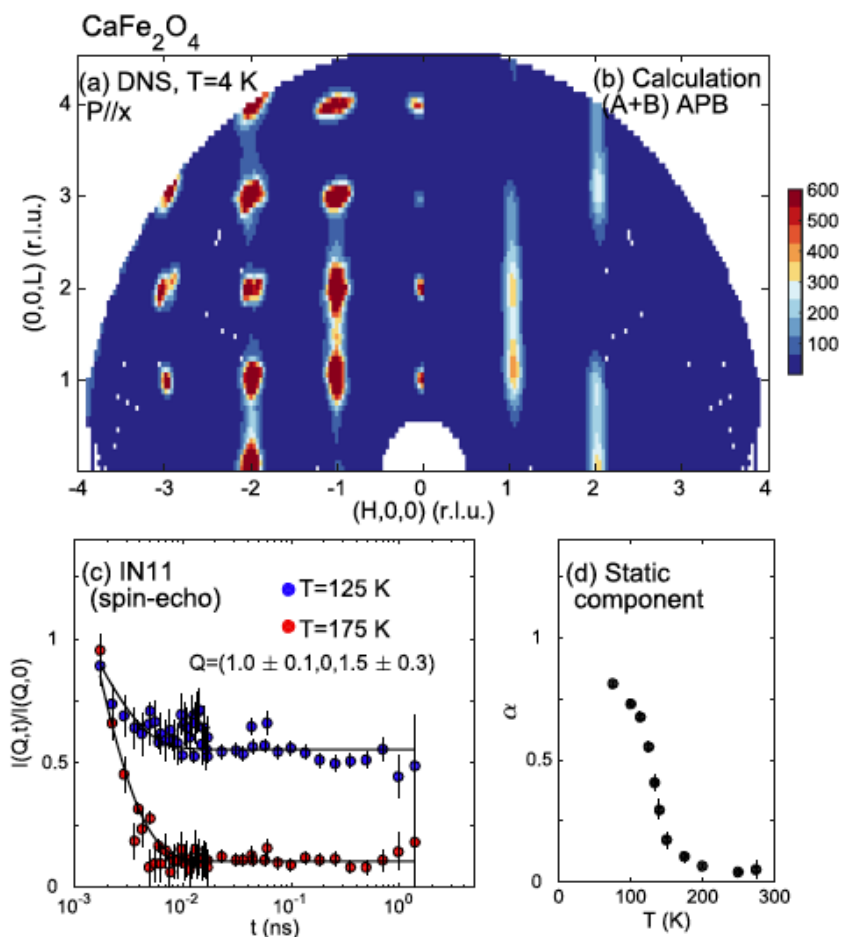 CaFe₂O₄
(a) DNS, T=4 K
P//x
(b) Calculation
(A+B) APB
4
3
2
1
(0,0,L) (r.l.u.)
-4 -3 -2 -1 0 1 2 3 4
(H,0,0) (r.l.u.)
600
500
400
300
200
100
(c) IN11
(spin-echo)
T=125 K
T=175 K
Q=(1.0 ± 0.1,0,1.5 ± 0.3)
1
0.5
0
I(Q,t)/I(Q,0)
10⁻³ 10⁻² 10⁻¹ 10⁰
t (ns)
(d) Static
component
1
0.5
0
α
0 100 200 300
T (K)